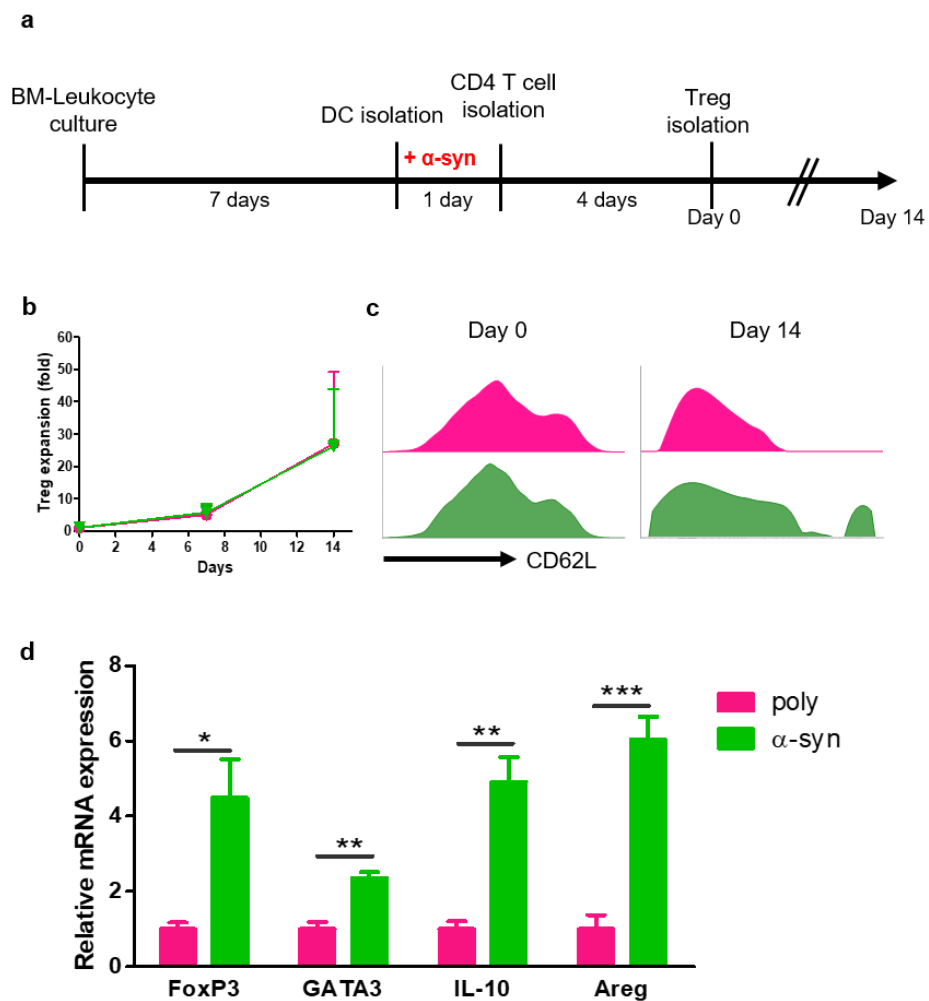 a
BM-Leukocyte
culture
DC isolation
CD4 T cell
isolation
Treg
isolation
+ α-syn
7 days
1 day
4 days
Day 0
Day 14
b
Treg expansion (fold)
60
50
40
30
20
10
0
0 2 4 6 8 10 12 14
Days
c
Day 0
Day 14
CD62L
d
Relative mRNA expression
8
6
4
2
0
*
**
**
***
FoxP3 GATA3 IL-10 Areg
poly
α-syn